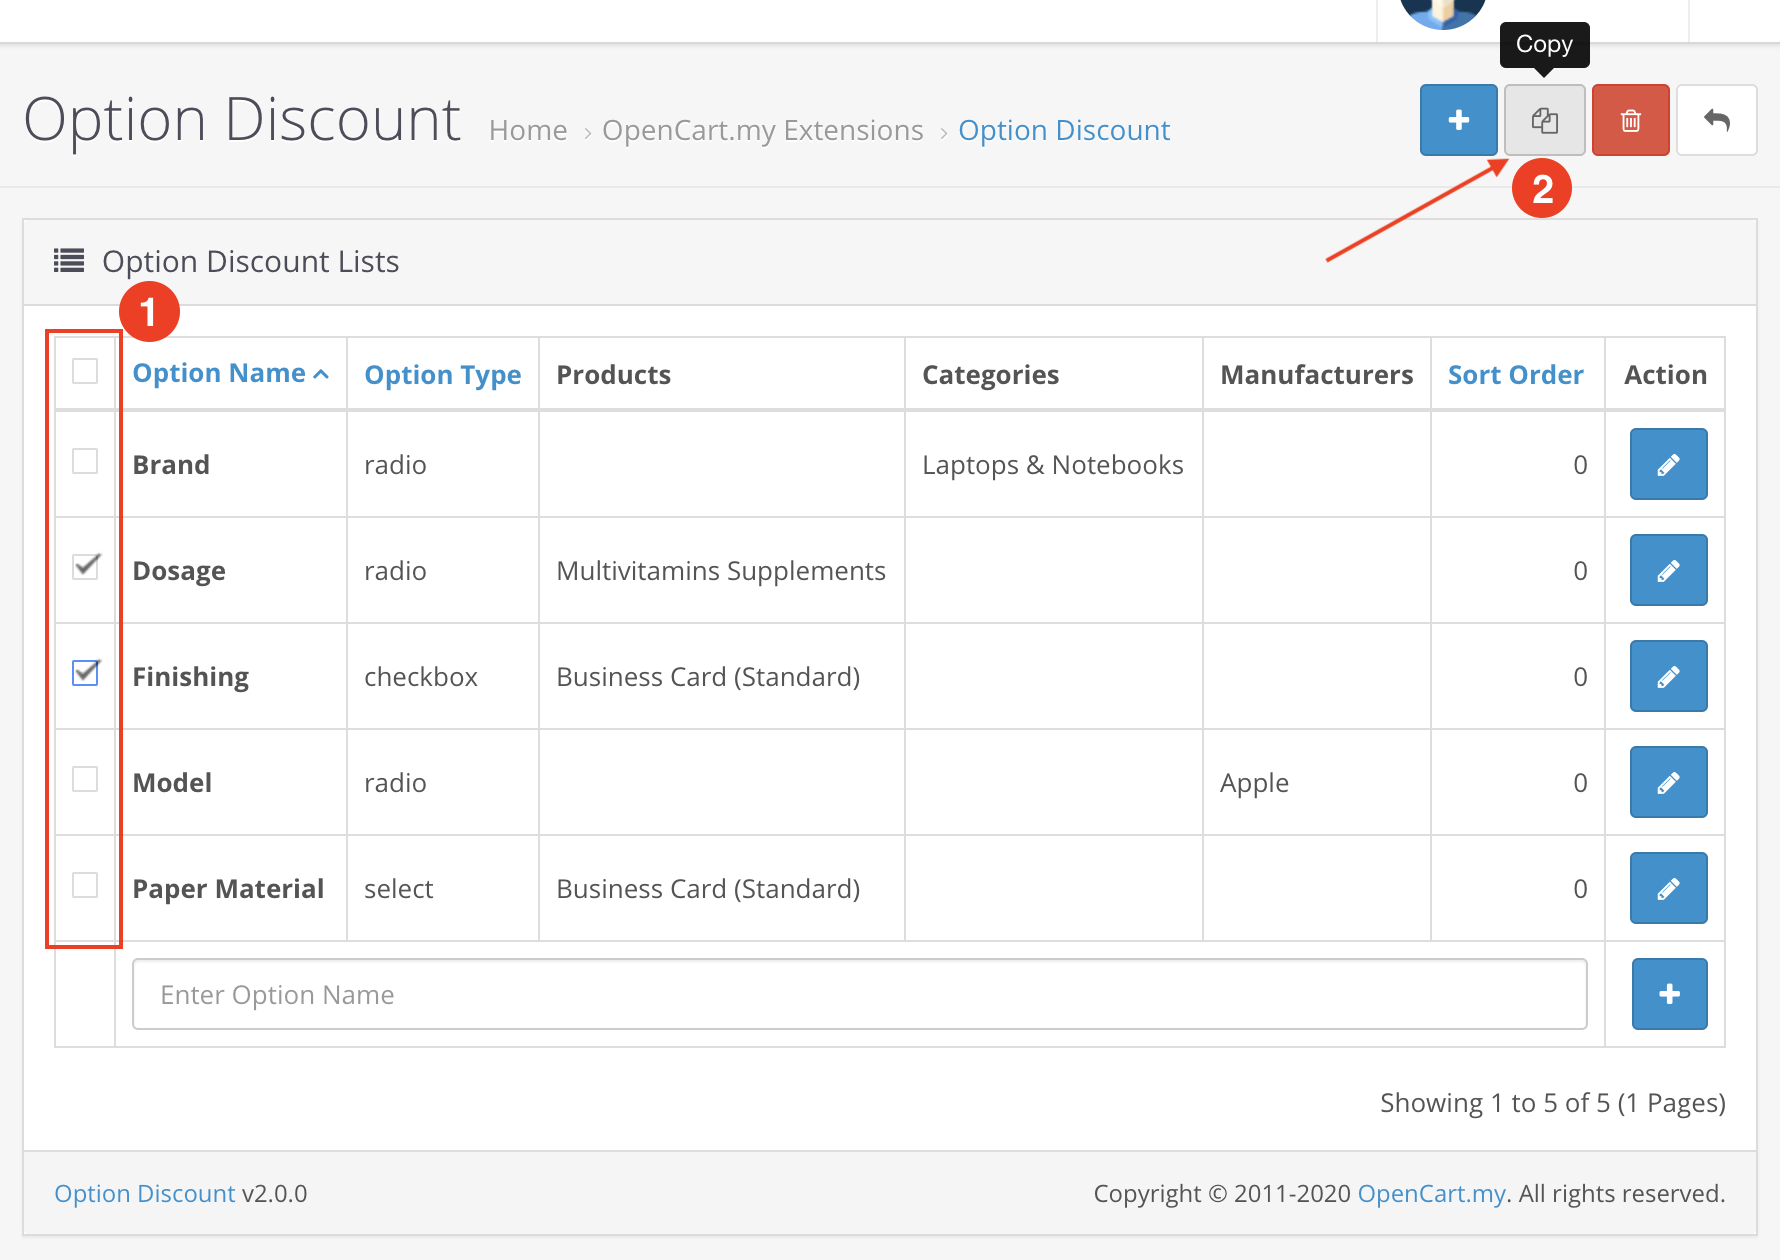 Copy
Option Discount
Home › OpenCart.my Extensions › Option Discount
2
Option Discount Lists
1
Option Name Option Type Products Categories Manufacturers Sort Order Action
Brand radio Laptops & Notebooks 0
Dosage radio Multivitamins Supplements 0
Finishing checkbox Business Card (Standard) 0
Model radio Apple 0
Paper Material select Business Card (Standard) 0
Enter Option Name
Showing 1 to 5 of 5 (1 Pages)
Option Discount v2.0.0 Copyright © 2011-2020 OpenCart.my. All rights reserved.